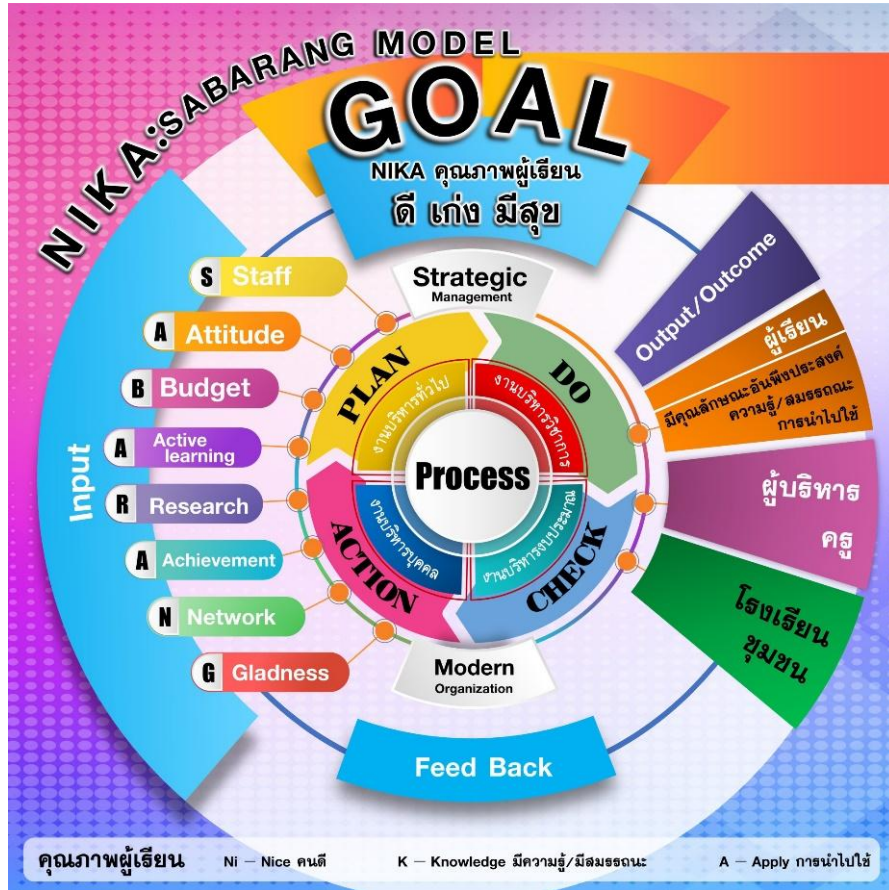 NIKA:SABARANG MODEL
GOAL
NIKA คุณภาพผู้เรียน
ดี เก่ง มีสุข
Input
S Staff
A Attitude
B Budget
A Active
learning
R Research
A Achievement
N Network
G Gladness
Strategic
Management
PLAN
DO
CHECK
ACTION
งานบริหารทั่วไป
งานบริหารวิชาการ
งานบริหารบุคคล
งานบริหารงบประมาณ
Process
Modern
Organization
Output/Outcome
ผู้เรียน
มีคุณลักษณะอันพึงประสงค์
ความรู้/สมรรถนะ
การนำไปใช้
ผู้บริหาร
ครู
โรงเรียน
ชุมชน
Feed Back
คุณภาพผู้เรียน Ni – Nice คนดี K – Knowledge มีความรู้/มีสมรรถนะ A – Apply การนำไปใช้